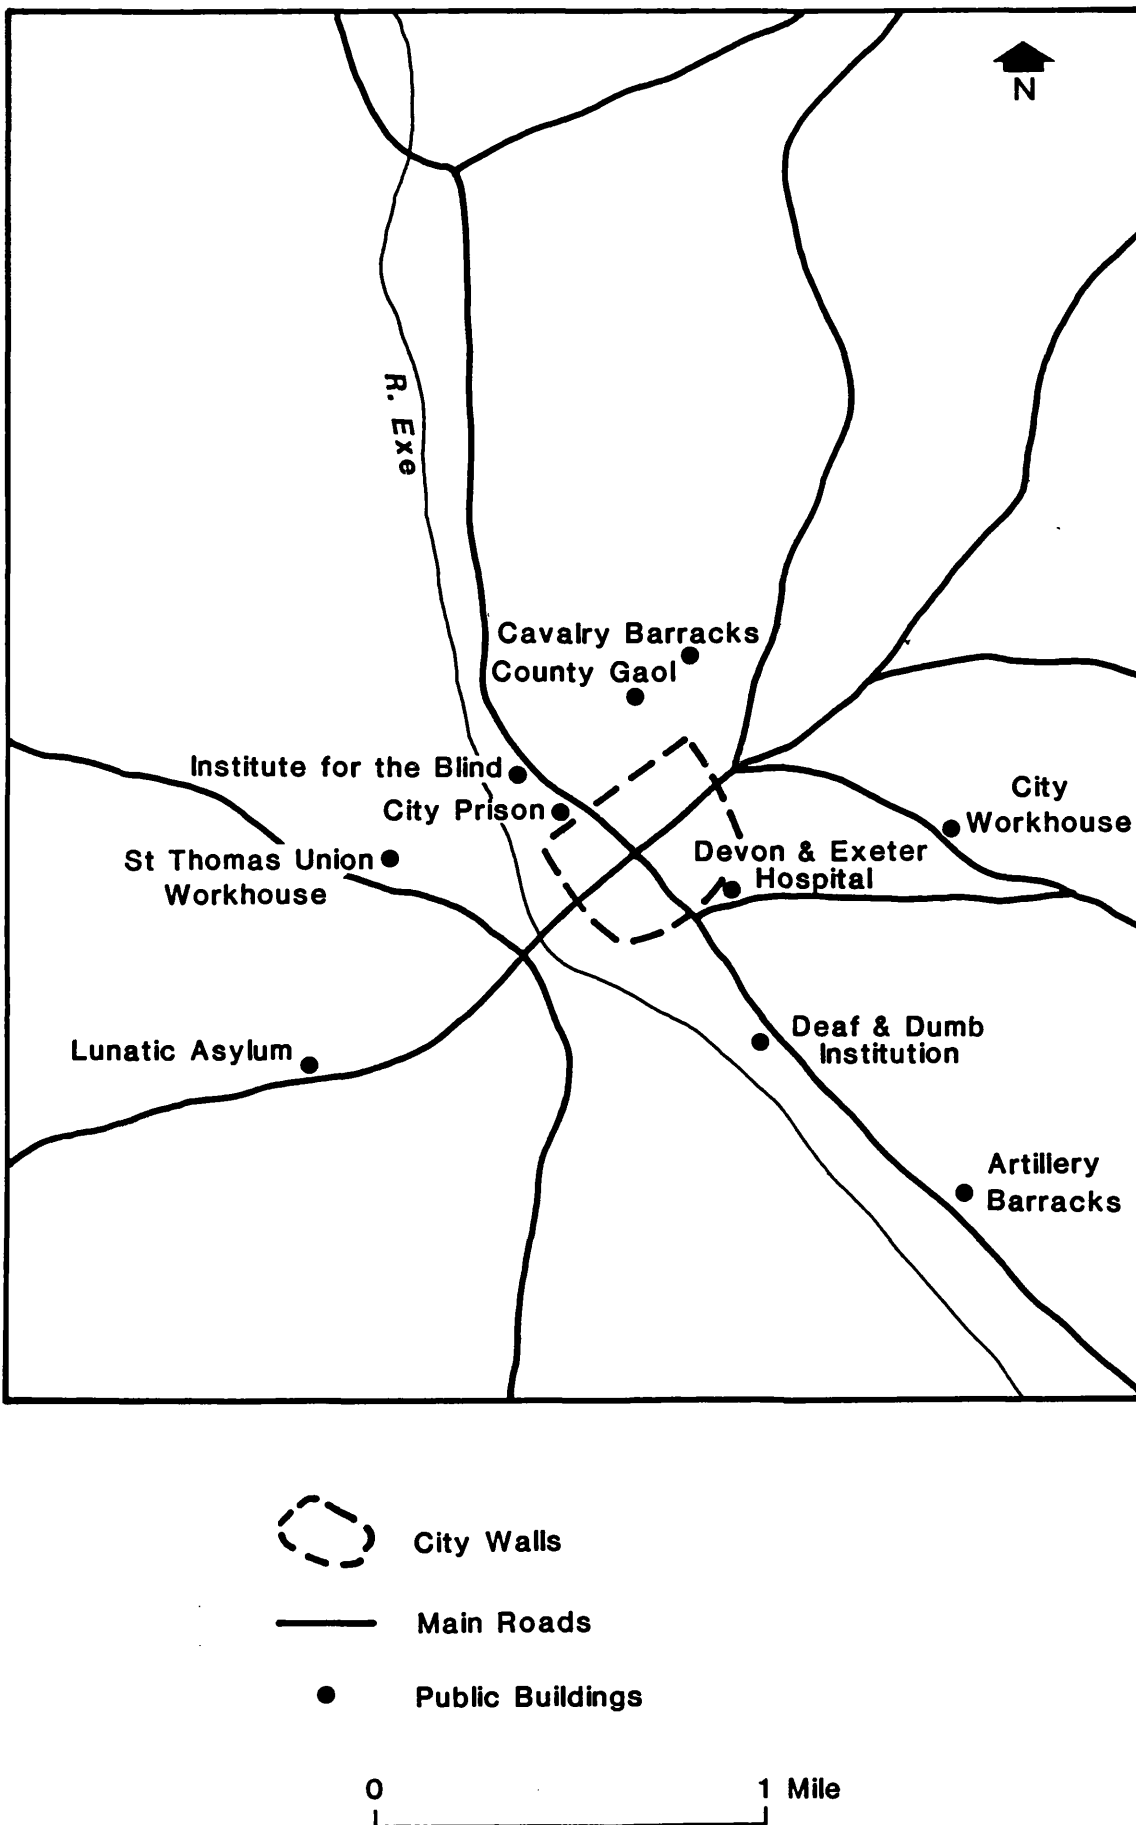 N
R. Exe
Cavalry Barracks
County Gaol
Institute for the Blind
City Prison
City
Workhouse
St Thomas Union
Workhouse
Devon & Exeter
Hospital
Lunatic Asylum
Deaf & Dumb
Institution
Artillery
Barracks
City Walls
Main Roads
Public Buildings
0 1 Mile